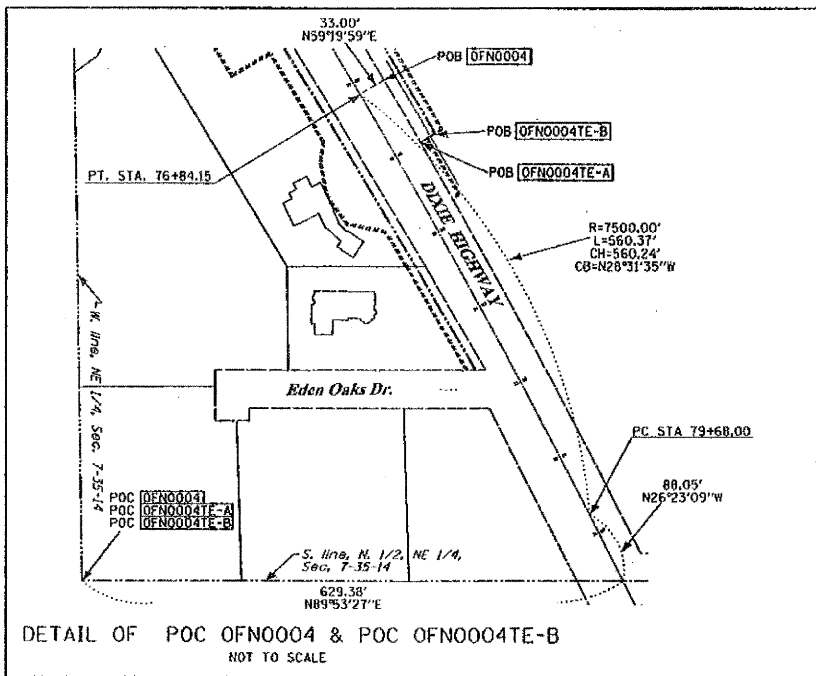 33.00'
N59°19'59"E
POB OFN0004
POB OFN0004TE-B
POB OFN0004TE-A
PT. STA. 76+84.15
DIXIE HIGHWAY
R=7500.00'
L=560.37'
CH=560.24'
CB=N28°31'35"W
W. line, NE 1/4, Sec. 7-35-14
Eden Oaks Dr.
PC STA 79+68.00
88.05'
N26°23'09"W
POC OFN0004
POC OFN0004TE-A
POC OFN0004TE-B
S. line, N. 1/2, NE 1/4,
Sec. 7-35-14
629.38'
N89°53'27"E
DETAIL OF POC OFN0004 & POC OFN0004TE-B
NOT TO SCALE